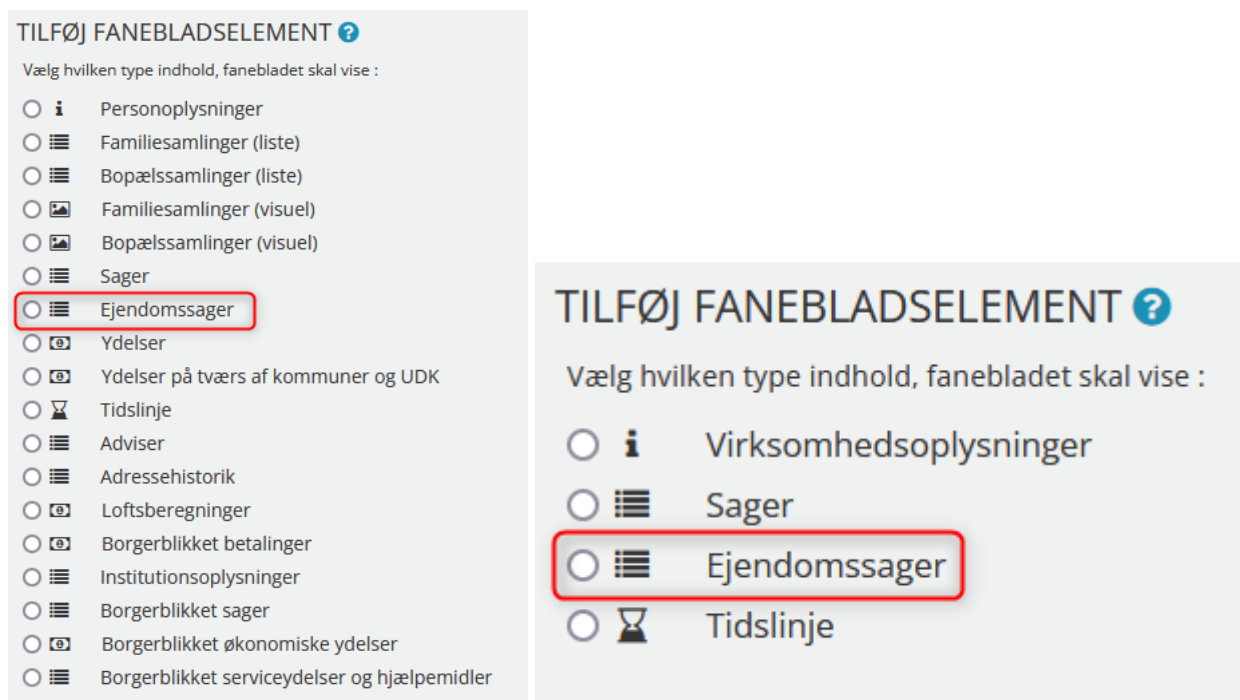 TILFØJ FANEBLADSELEMENT
Vælg hvilken type indhold, fanebladet skal vise :
Personoplysninger
Familiesamlinger (liste)
Bopælssamlinger (liste)
Familiesamlinger (visuel)
Bopælssamlinger (visuel)
Sager
Ejendomssager
Ydelser
Ydelser på tværs af kommuner og UDK
Tidslinje
Adviser
Adressehistorik
Loftsberegninger
Borgerblikket betalinger
Institutionsoplysninger
Borgerblikket sager
Borgerblikket økonomiske ydelser
Borgerblikket serviceydelser og hjælpemidler
TILFØJ FANEBLADSELEMENT
Vælg hvilken type indhold, fanebladet skal vise :
Virksomhedsoplysninger
Sager
Ejendomssager
Tidslinje